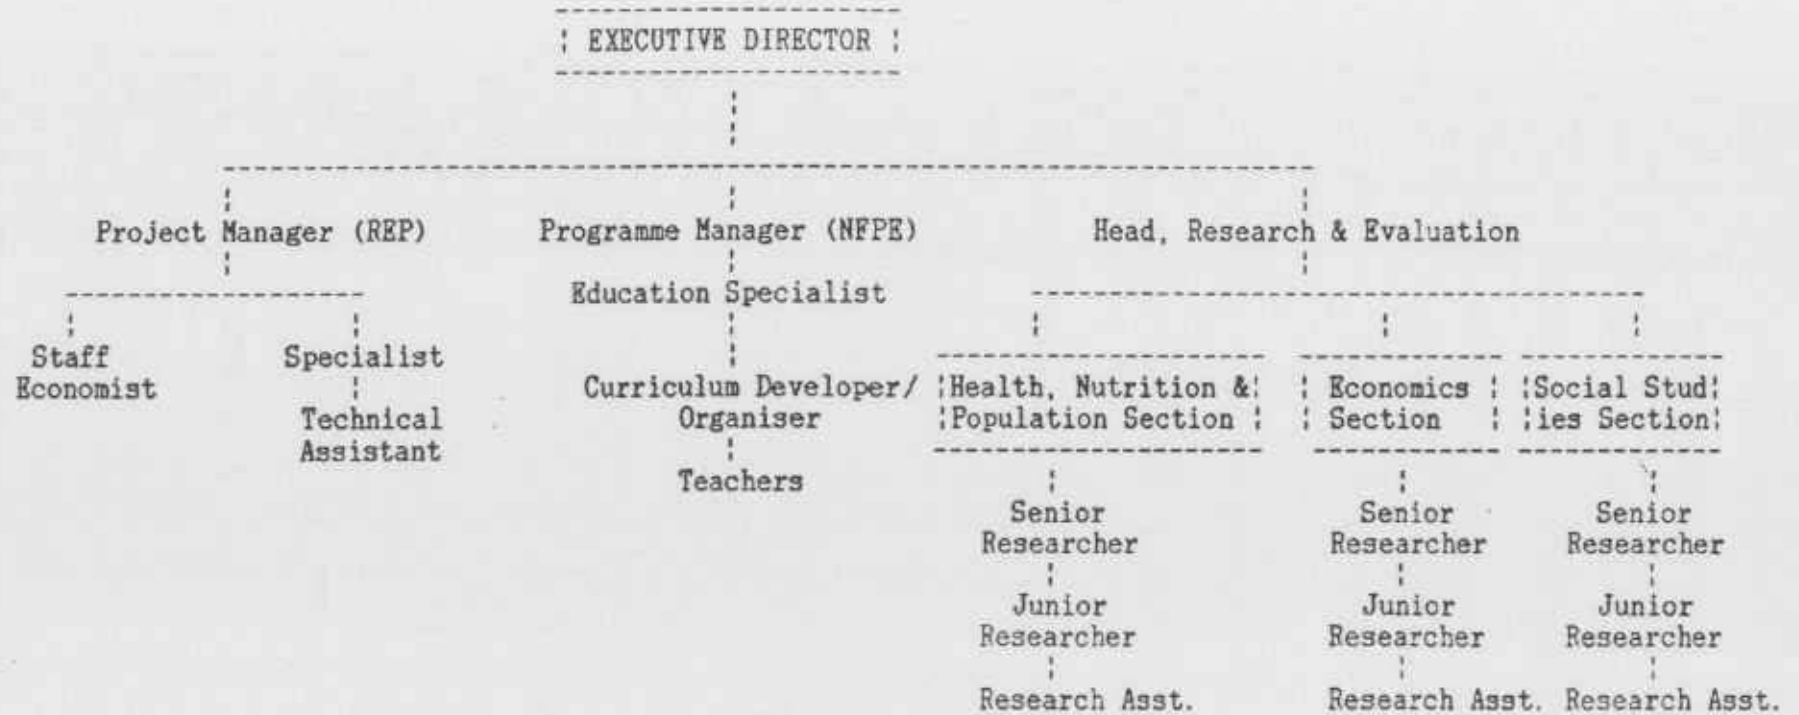 EXECUTIVE DIRECTOR
Project Manager (REP) Programme Manager (NFPE) Head, Research & Evaluation
Education Specialist
Staff Specialist
Economist
Curriculum Developer/ Health, Nutrition & Economics Social Stud
Technical Organiser Population Section Section ies Section
Assistant
Teachers
Senior Senior Senior
Researcher Researcher Researcher
Junior Junior Junior
Researcher Researcher Researcher
Research Asst. Research Asst. Research Asst.